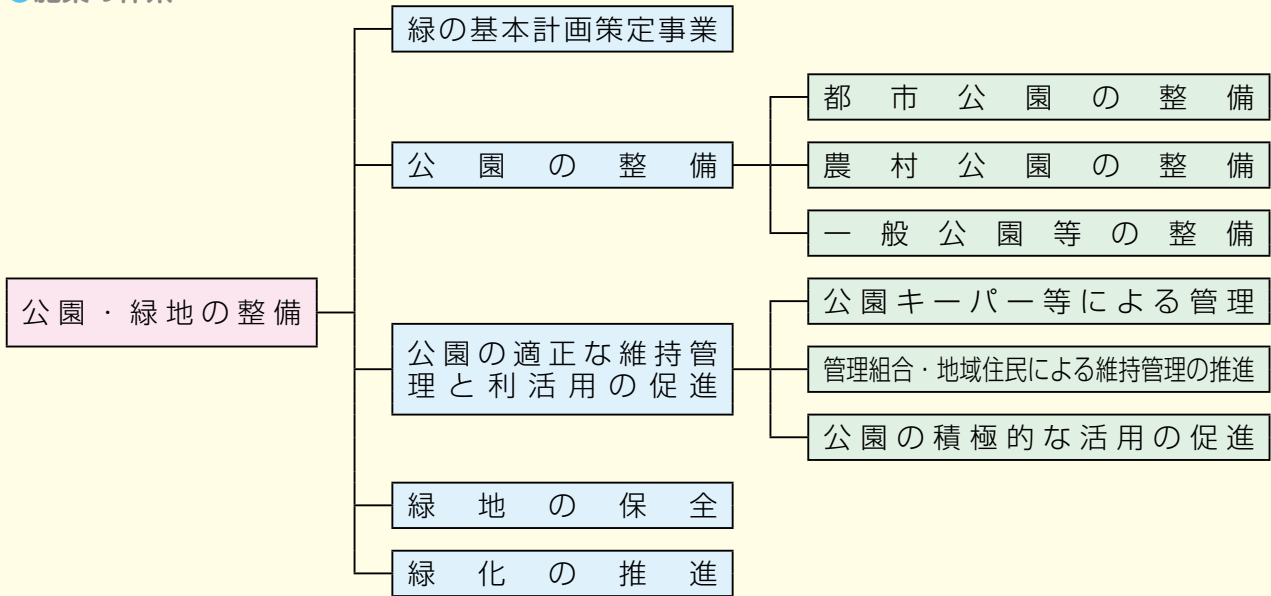 公園・緑地の整備
緑の基本計画策定事業
公園の整備
都市公園の整備
農村公園の整備
一般公園等の整備
公園の適正な維持管
理と利活用の促進
公園キーパー等による管理
管理組合・地域住民による維持管理の推進
公園の積極的な活用の促進
緑地の保全
緑化の推進